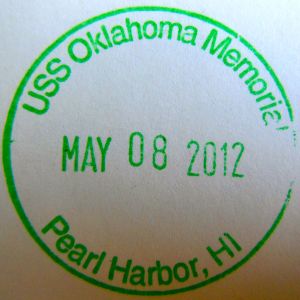 USS Oklahoma Memorial
MAY 08 2012
Pearl Harbor, HI